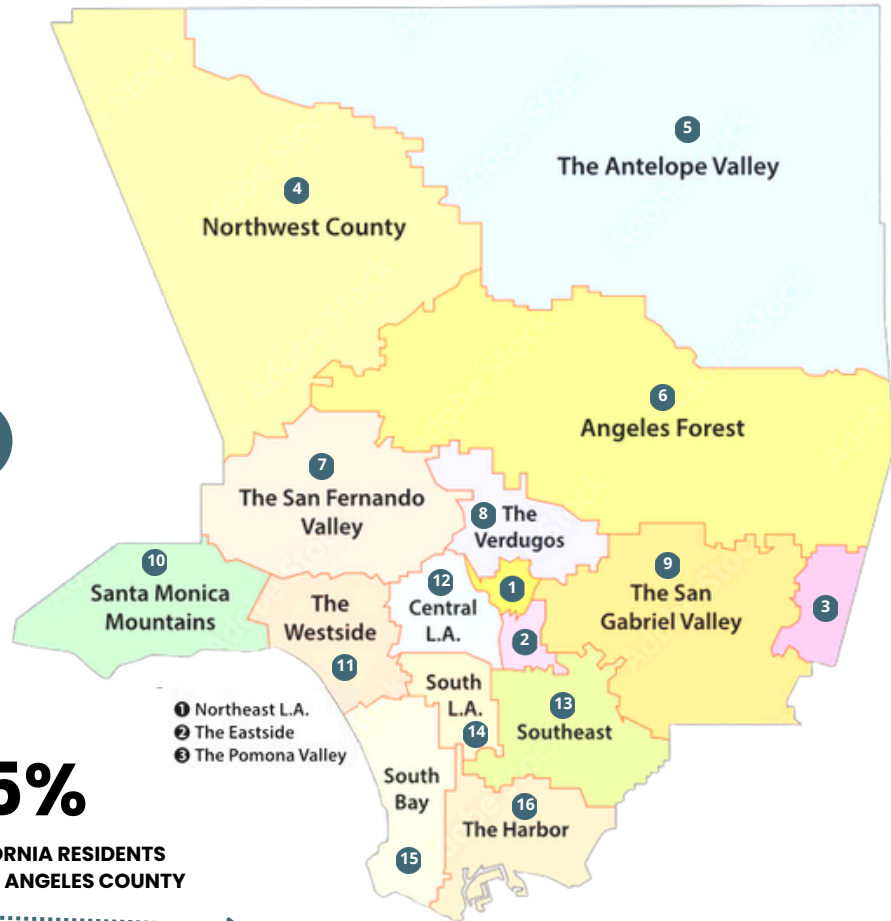 5
The Antelope Valley
4
Northwest County
6
Angeles Forest
7
The San Fernando
Valley
8 The
Verdugos
9
The San
Gabriel Valley
10
Santa Monica
Mountains
12
Central
L.A.
1
2
3
The
Westside
11
❶ Northeast L.A.
❷ The Eastside
❸ The Pomona Valley
South
L.A.
14
13
Southeast
South
Bay
15
16
The Harbor
5%
ORNIA RESIDENTS
ANGELES COUNTY
Adobe Stock